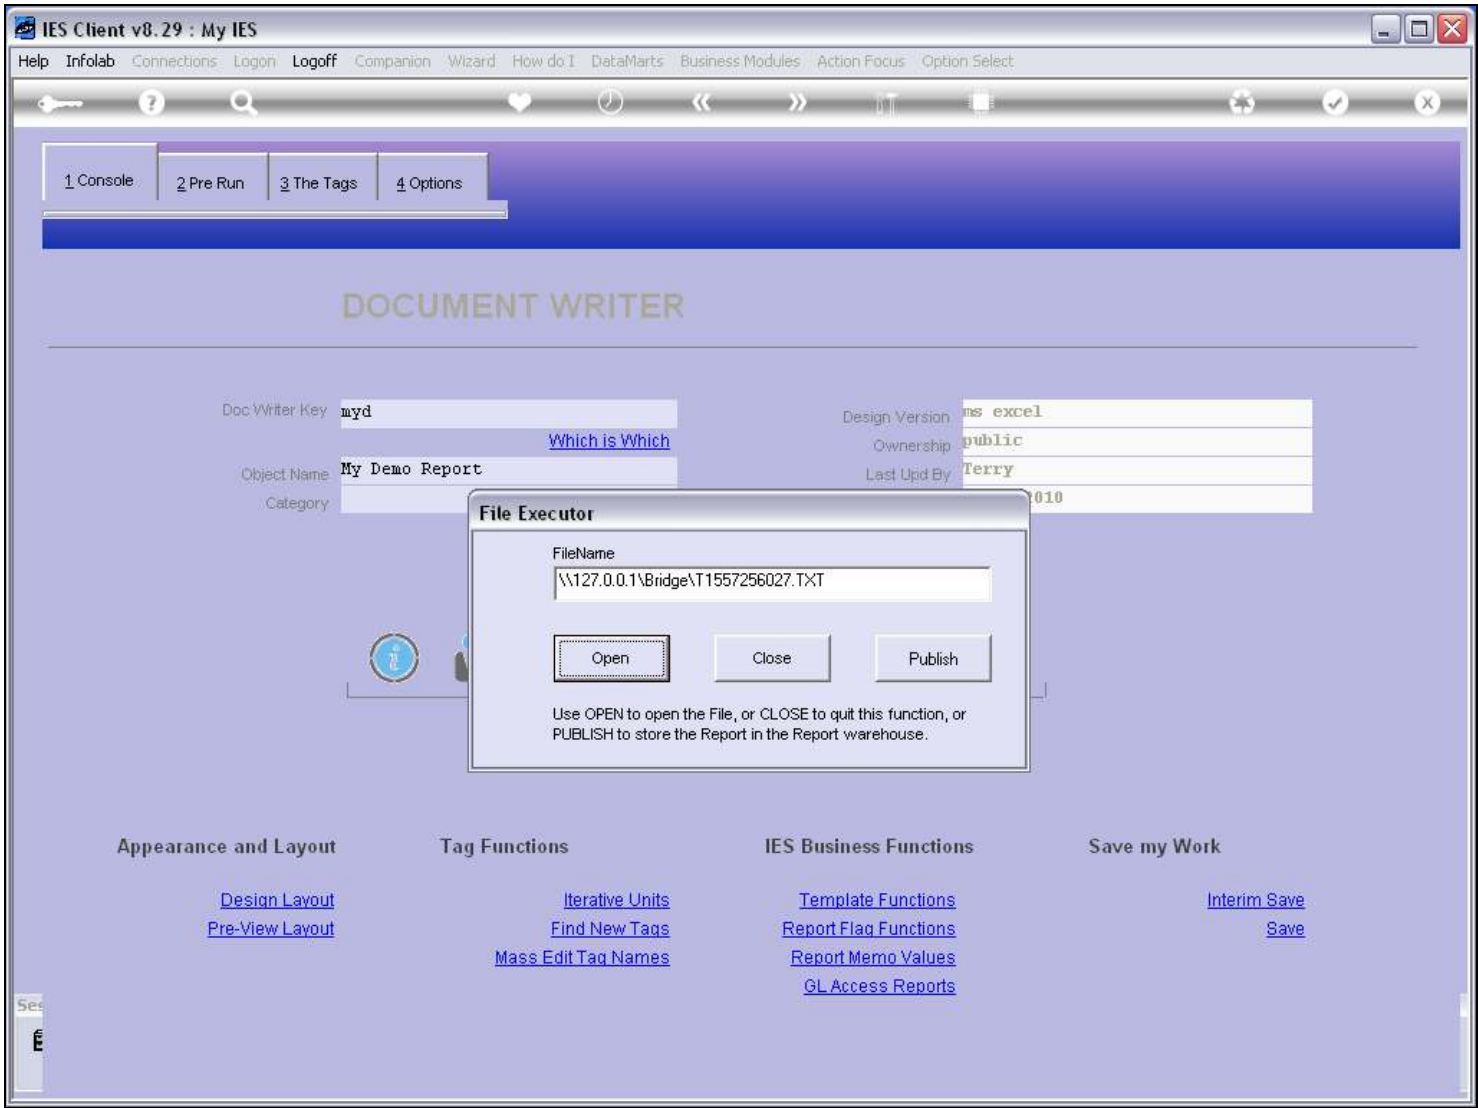 IES Client v8.29 : My IES
Help Infolab Connections Logon Logoff Companion Wizard How do I DataMarts Business Modules Action Focus Option Select
1 Console 2 Pre Run 3 The Tags 4 Options
DOCUMENT WRITER
Doc Writer Key myd
Which is Which
Object Name My Demo Report
Category
Design Version ms excel
Ownership public
Last Upd By Terry
2010
File Executor
FileName
\\127.0.0.1\Bridge\T1557256027.TXT
Open Close Publish
Use OPEN to open the File, or CLOSE to quit this function, or
PUBLISH to store the Report in the Report warehouse.
Appearance and Layout
Design Layout
Pre-View Layout
Tag Functions
Iterative Units
Find New Tags
Mass Edit Tag Names
IES Business Functions
Template Functions
Report Flag Functions
Report Memo Values
GL Access Reports
Save my Work
Interim Save
Save
Ses